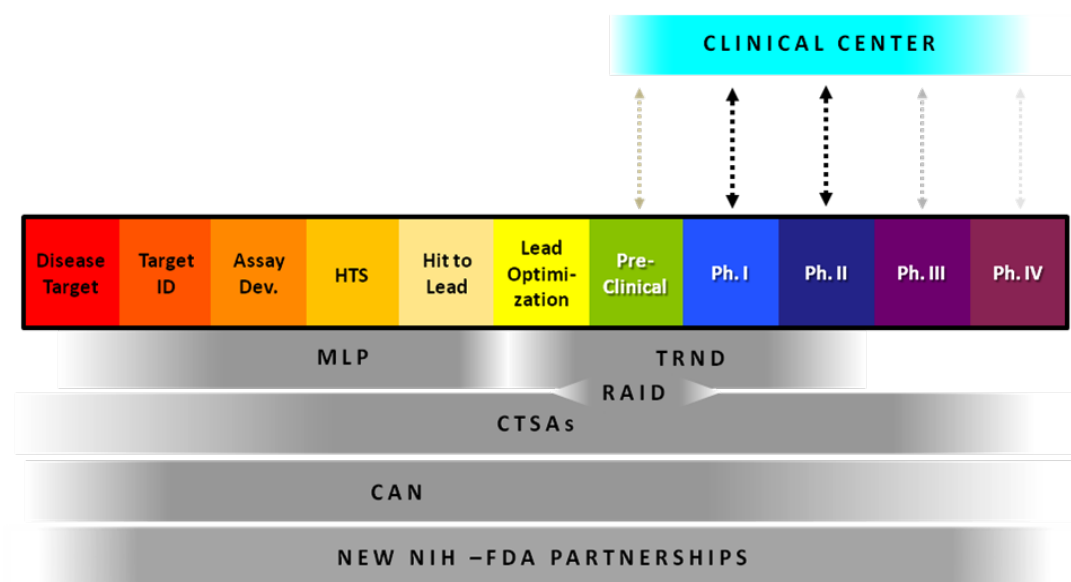 CLINICAL CENTER
Disease
Target
Target
ID
Assay
Dev.
HTS
Hit to
Lead
Lead
Optimi-
zation
Pre-
Clinical
Ph. I
Ph. II
Ph. III
Ph. IV
MLP
TRND
RAID
CTSAs
CAN
NEW NIH –FDA PARTNERSHIPS